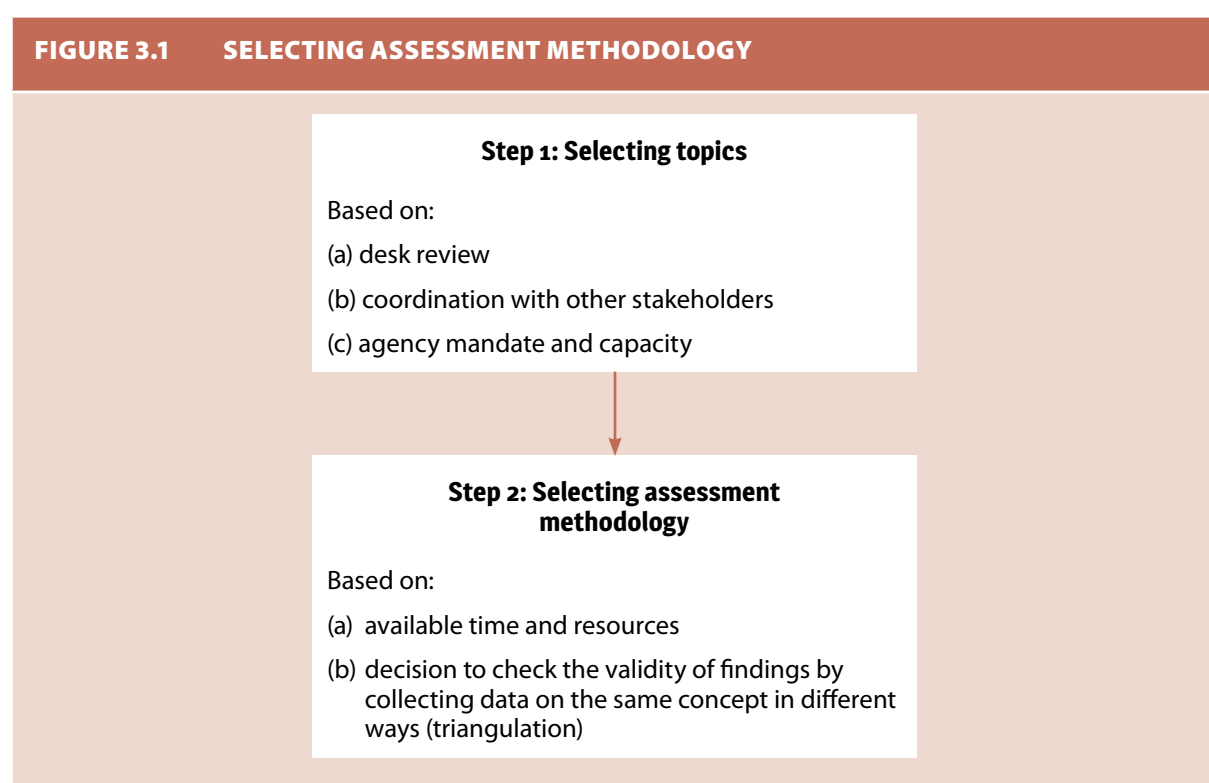 FIGURE 3.1 SELECTING ASSESSMENT METHODOLOGY
Step 1: Selecting topics
Based on:
(a) desk review
(b) coordination with other stakeholders
(c) agency mandate and capacity
Step 2: Selecting assessment
methodology
Based on:
(a) available time and resources
(b) decision to check the validity of findings by
collecting data on the same concept in different
ways (triangulation)